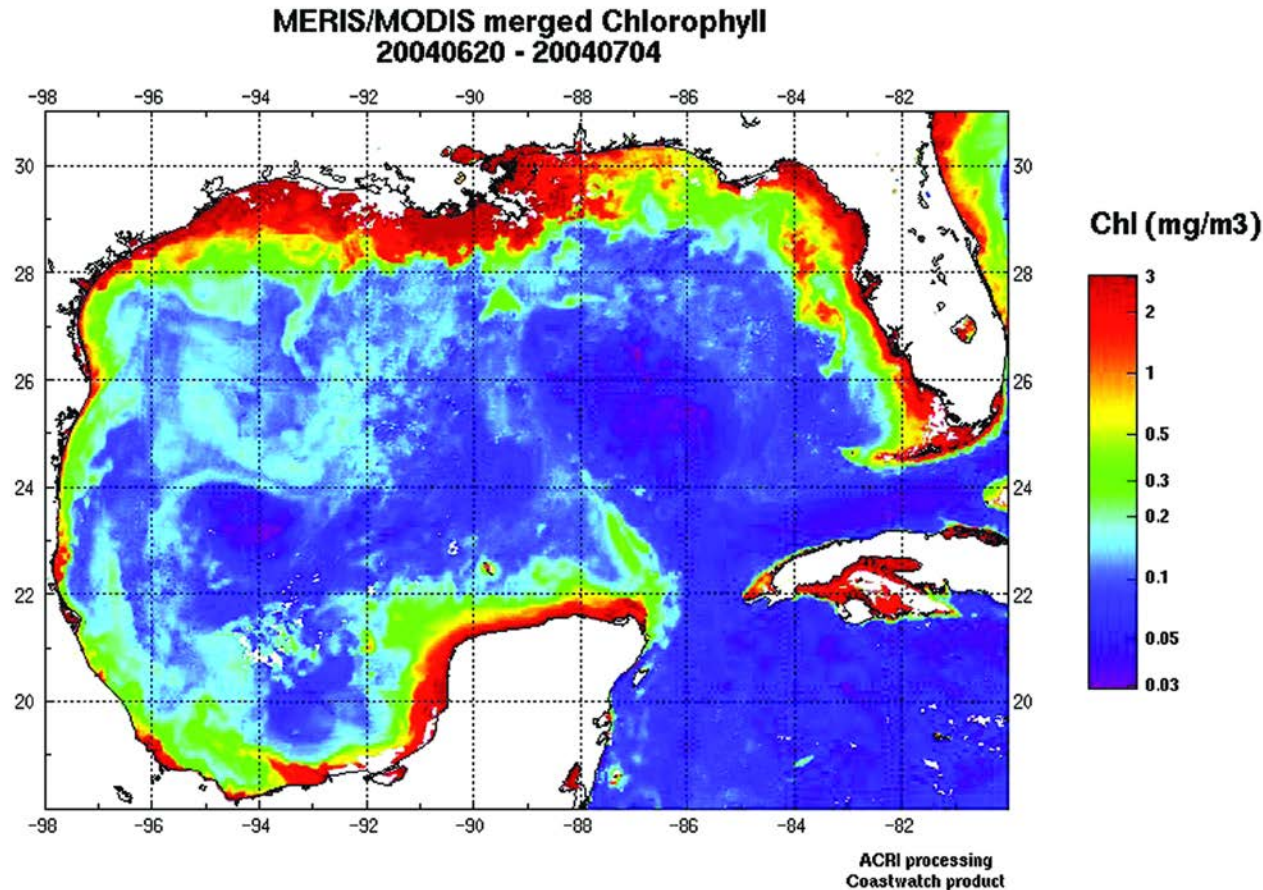 MERIS/MODIS merged Chlorophyll
20040620 - 20040704
-98 -96 -94 -92 -90 -88 -86 -84 -82
30 30
28 28
26 26
24 24
22 22
20 20
-98 -96 -94 -92 -90 -88 -86 -84 -82
Chl (mg/m3)
3
2
1
0.5
0.3
0.2
0.1
0.05
0.03
ACRI processing
Coastwatch product